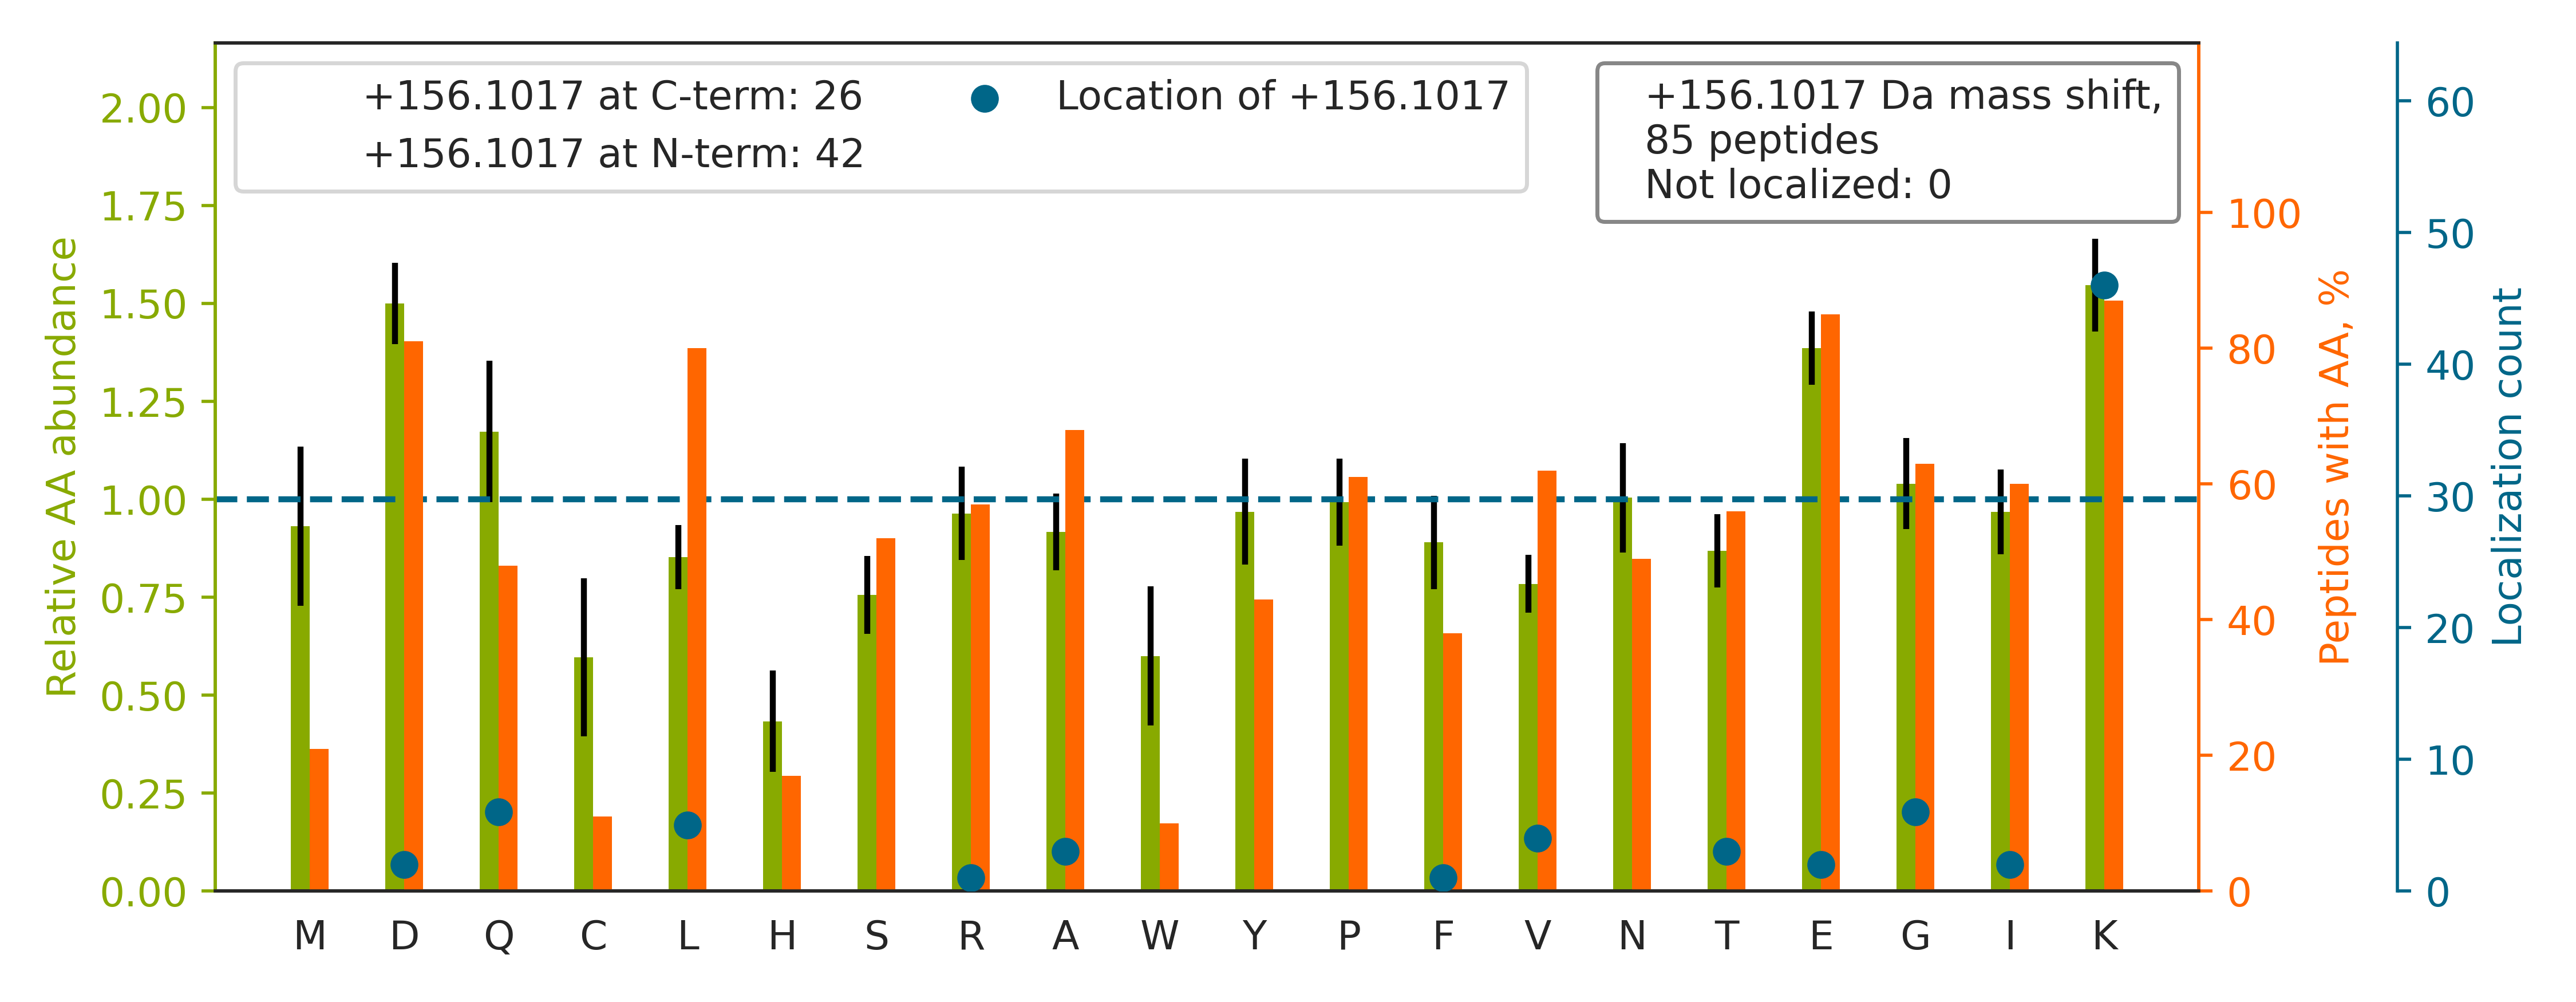 +156.1017 at C-term: 26
+156.1017 at N-term: 42
Location of +156.1017
+156.1017 Da mass shift,
85 peptides
Not localized: 0
Relative AA abundance
2.00
1.75
1.50
1.25
1.00
0.75
0.50
0.25
0.00
M D Q C L H S R A W Y P F V N T E G I K
100
80
60
40
20
0
Peptides with AA, %
60
50
40
30
20
10
0
Localization count